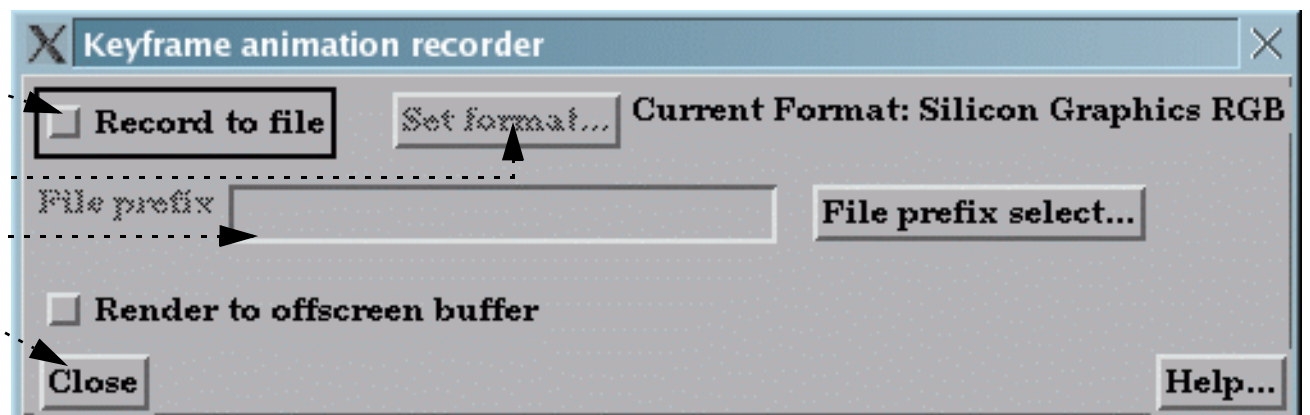 Keyframe animation recorder
Record to file
Set format...
Current Format: Silicon Graphics RGB
File prefix
File prefix select...
Render to offscreen buffer
Close
Help...